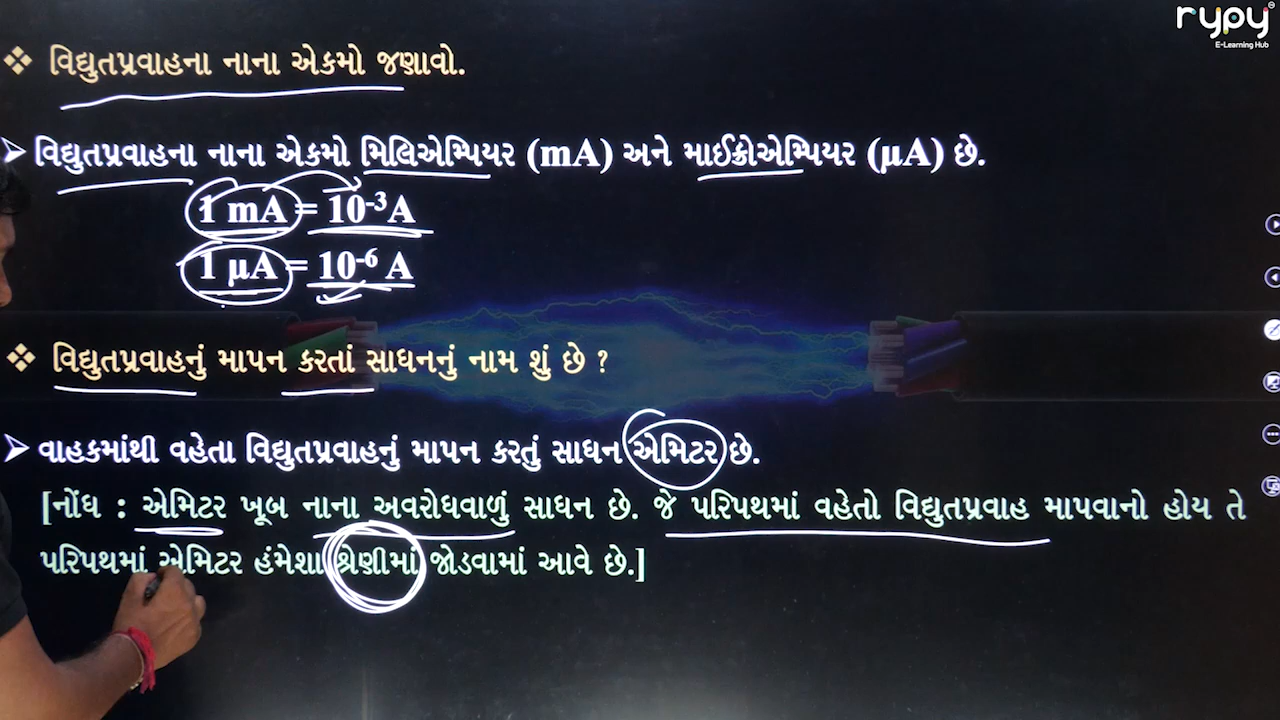 rypy
E-Learning Hub
❖ વિદ્યુતપ્રવાહના નાના એકમો જણાવો.
➢ વિદ્યુતપ્રવાહના નાના એકમો મિલિએમ્પિયર (mA) અને માઈક્રોએમ્પિયર (µA) છે.
1 mA = 10⁻³A
1 µA = 10⁻⁶ A
❖ વિદ્યુતપ્રવાહનું માપન કરતાં સાધનનું નામ શું છે ?
➢ વાહકમાંથી વહેતા વિદ્યુતપ્રવાહનું માપન કરતું સાધન એમિટર છે.
[નોંધ : એમિટર ખૂબ નાના અવરોધવાળું સાધન છે. જે પરિપથમાં વહેતો વિદ્યુતપ્રવાહ માપવાનો હોય તે
પરિપથમાં એમિટર હંમેશા શ્રેણીમાં જોડવામાં આવે છે.]